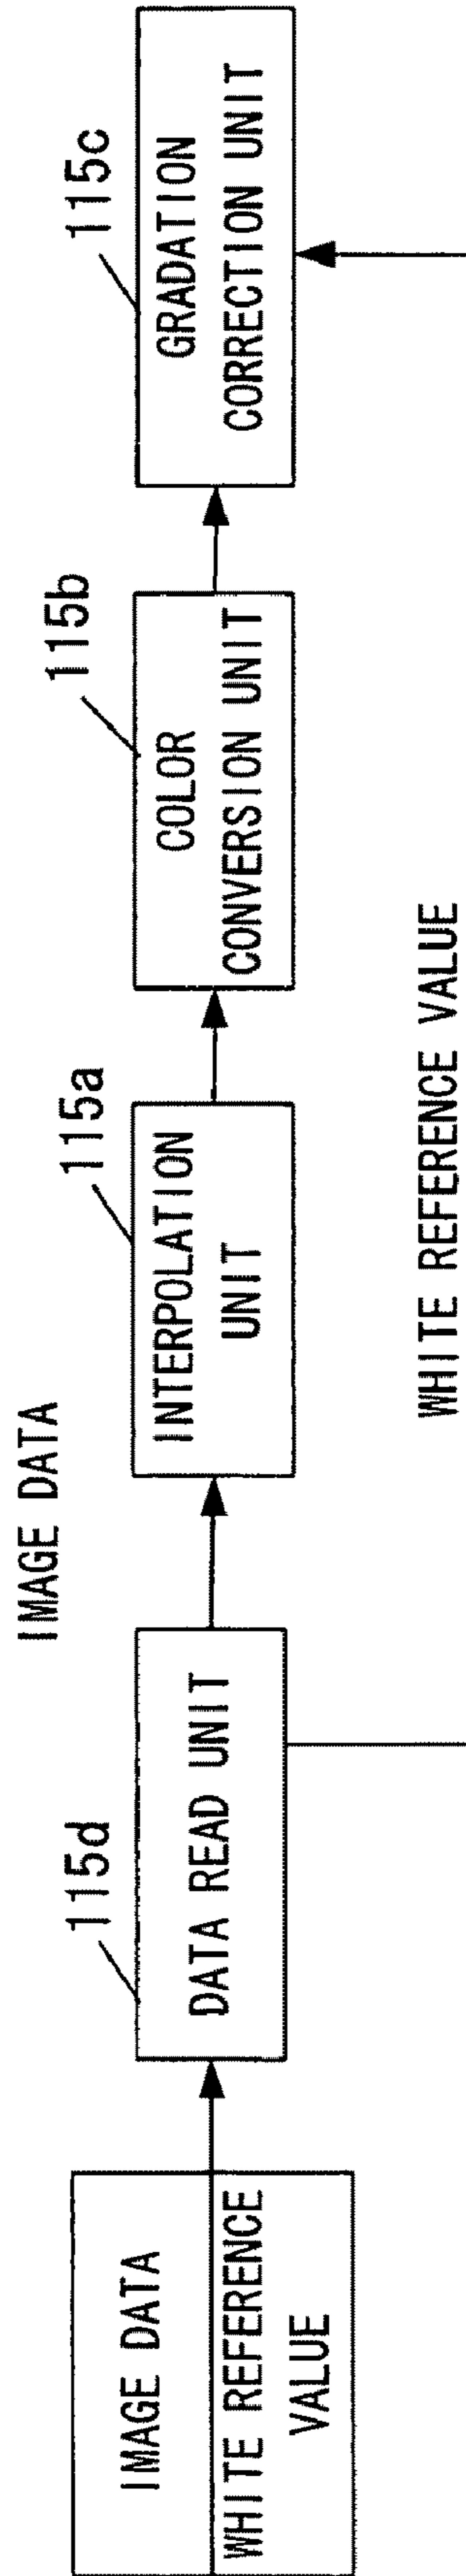 IMAGE DATA
WHITE REFERENCE
VALUE
115d
DATA READ UNIT
IMAGE DATA
115a
INTERPOLATION
UNIT
115b
COLOR
CONVERSION UNIT
115c
GRADATION
CORRECTION UNIT
WHITE REFERENCE VALUE